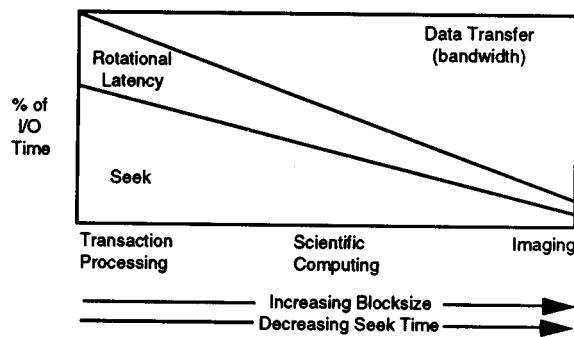 Data Transfer
(bandwidth)
Rotational
Latency
% of
I/O
Time
Seek
Transaction
Processing
Scientific
Computing
Imaging
Increasing Blocksize
Decreasing Seek Time